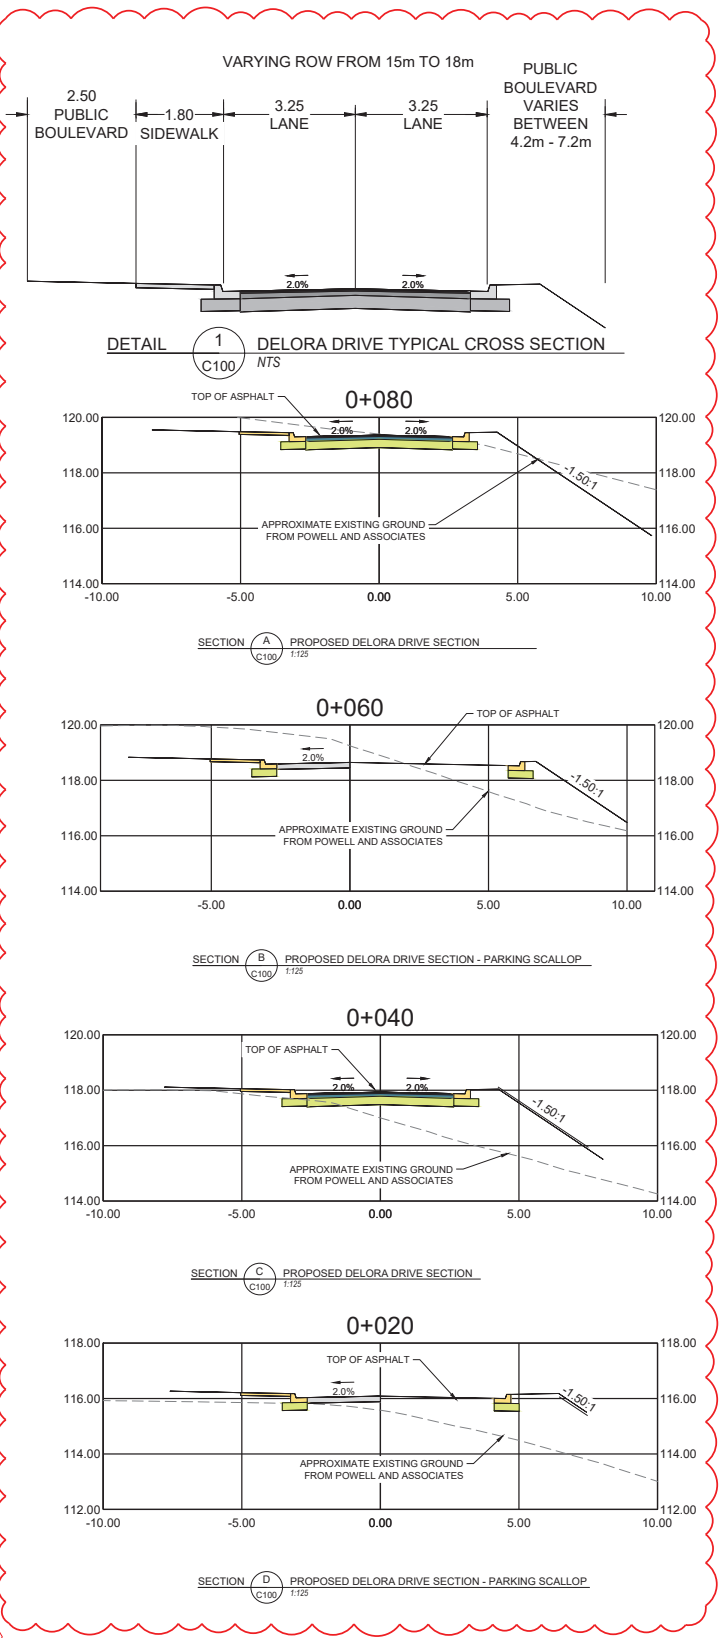 VARYING ROW FROM 15m TO 18m
2.50
PUBLIC
BOULEVARD
1.80
SIDEWALK
3.25
LANE
3.25
LANE
PUBLIC
BOULEVARD
VARIES
BETWEEN
4.2m - 7.2m
2.0%
2.0%
DETAIL
1
C100
DELORA DRIVE TYPICAL CROSS SECTION
NTS
0+080
TOP OF ASPHALT
2.0%
2.0%
120.00
118.00
116.00
114.00
120.00
118.00
116.00
114.00
-1.50:1
APPROXIMATE EXISTING GROUND
FROM POWELL AND ASSOCIATES
-10.00
-5.00
0.00
5.00
10.00
SECTION
A
C100
PROPOSED DELORA DRIVE SECTION
1:125
0+060
TOP OF ASPHALT
2.0%
120.00
118.00
116.00
114.00
120.00
118.00
116.00
114.00
-1.50:1
APPROXIMATE EXISTING GROUND
FROM POWELL AND ASSOCIATES
-5.00
0.00
5.00
10.00
SECTION
B
C100
PROPOSED DELORA DRIVE SECTION - PARKING SCALLOP
1:125
0+040
TOP OF ASPHALT
2.0%
2.0%
120.00
118.00
116.00
114.00
120.00
118.00
116.00
114.00
-1.50:1
APPROXIMATE EXISTING GROUND
FROM POWELL AND ASSOCIATES
-10.00
-5.00
0.00
5.00
10.00
SECTION
C
C100
PROPOSED DELORA DRIVE SECTION
1:125
0+020
TOP OF ASPHALT
2.0%
118.00
116.00
114.00
112.00
118.00
116.00
114.00
112.00
-1.50:1
APPROXIMATE EXISTING GROUND
FROM POWELL AND ASSOCIATES
-10.00
-5.00
0.00
5.00
10.00
SECTION
D
C100
PROPOSED DELORA DRIVE SECTION - PARKING SCALLOP
1:125